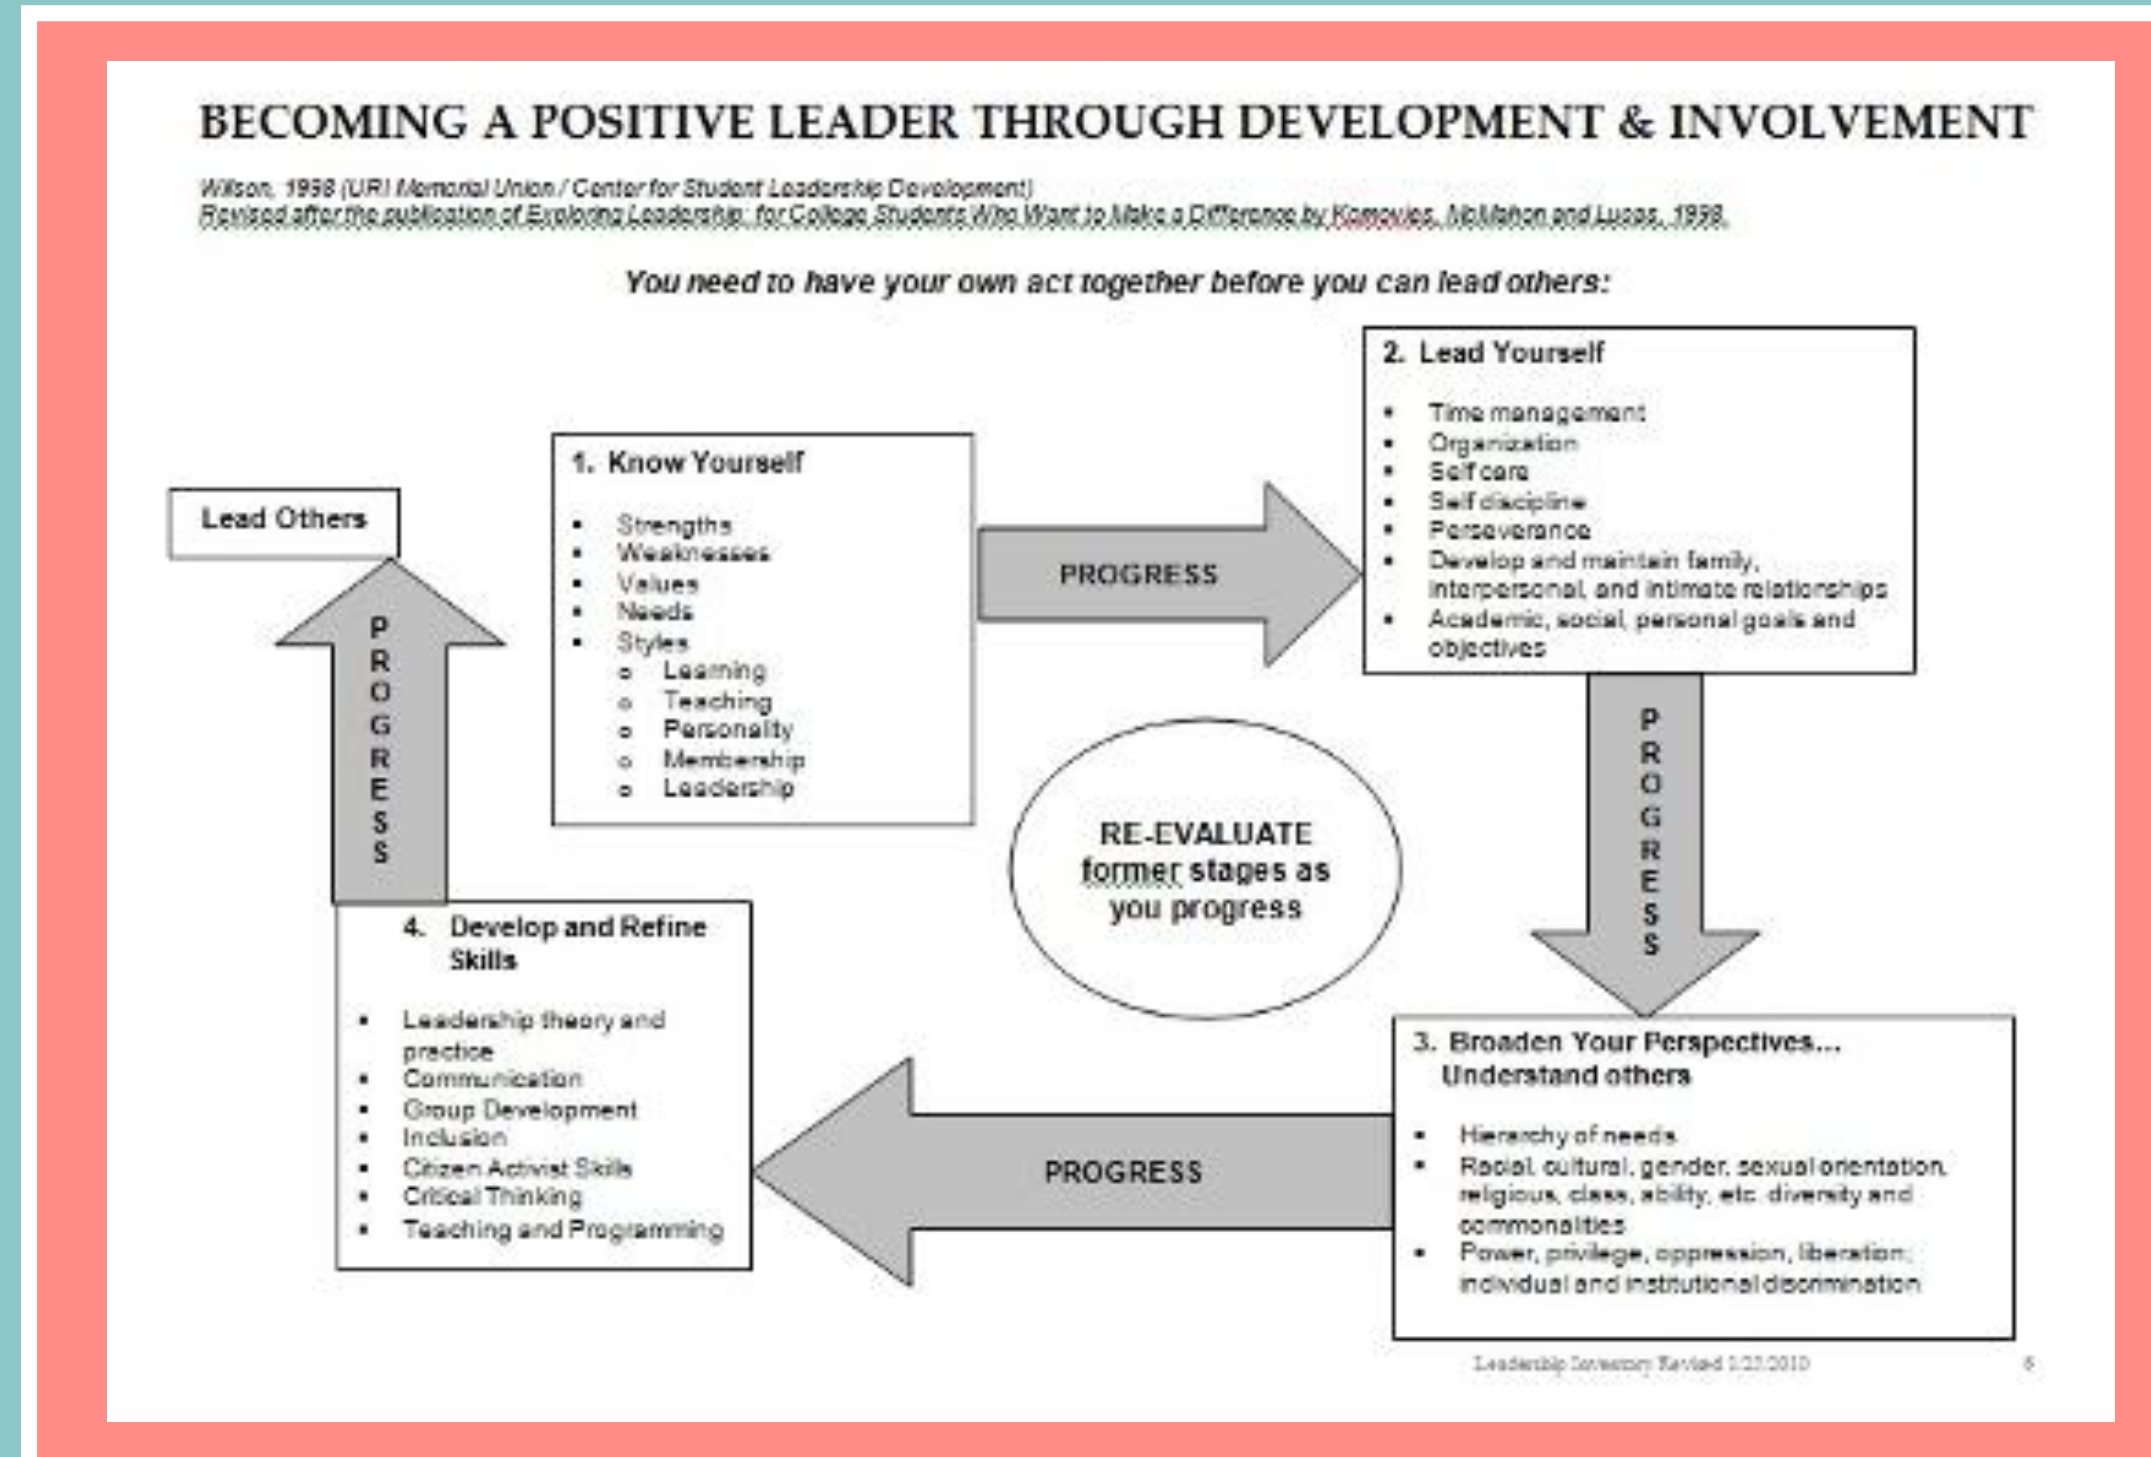 BECOMING A POSITIVE LEADER THROUGH DEVELOPMENT & INVOLVEMENT
Wilson, 1998 (URI Memorial Union / Center for Student Leadership Development)
Revised after the publication of Exploring Leadership: for College Students Who Want to Make a Difference by Komovies, McMahon and Lucas, 1998.
You need to have your own act together before you can lead others:
1. Know Yourself
▪ Strengths
▪ Weaknesses
▪ Values
▪ Needs
▪ Styles
o Learning
o Teaching
o Personality
o Membership
o Leadership
PROGRESS
2. Lead Yourself
▪ Time management
▪ Organization
▪ Self care
▪ Self discipline
▪ Perseverance
▪ Develop and maintain family,
interpersonal, and intimate relationships
▪ Academic, social, personal goals and
objectives
PROGRESS
3. Broaden Your Perspectives...
Understand others
▪ Hierarchy of needs
▪ Racial, cultural, gender, sexual orientation,
religious, class, ability, etc. diversity and
commonalities
▪ Power, privilege, oppression, liberation;
individual and institutional discrimination
PROGRESS
4. Develop and Refine
Skills
▪ Leadership theory and
practice
▪ Communication
▪ Group Development
▪ Inclusion
▪ Citizen Activist Skills
▪ Critical Thinking
▪ Teaching and Programming
PROGRESS
Lead Others
RE-EVALUATE
former stages as
you progress
Leadership Inventory Revised 2010